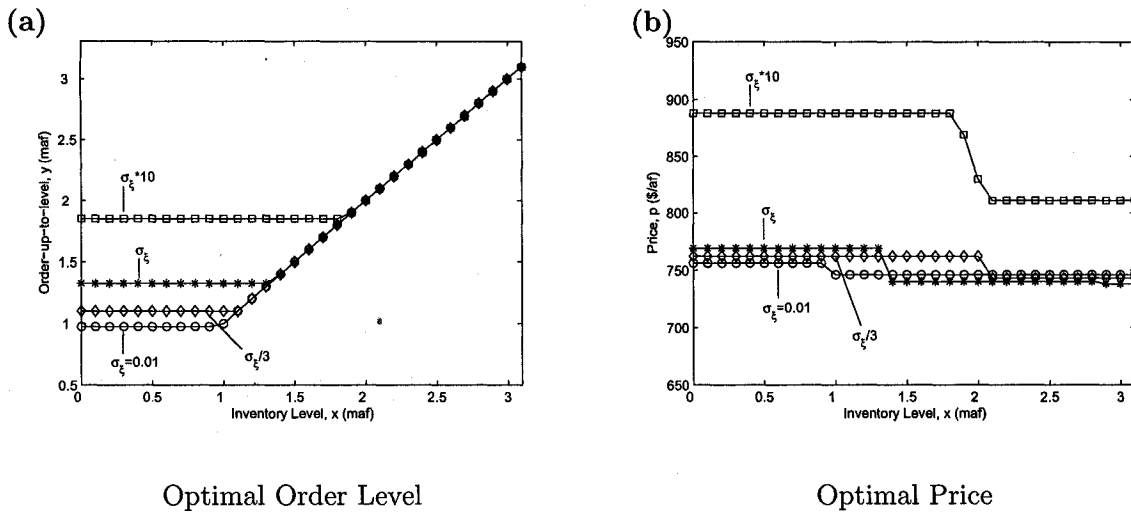 (a)
Order-up-to-level, y (maf)
3
2.5
2
1.5
1
0.5
σξ*10
σξ
σξ/3
σξ=0.01
0
0.5
1
1.5
2
2.5
3
Inventory Level, x (maf)
Optimal Order Level
(b)
Price, p ($/af)
950
900
850
800
750
700
650
σξ*10
σξ
σξ=0.01
σξ/3
0
0.5
1
1.5
2
2.5
3
Inventory Level, x (maf)
Optimal Price